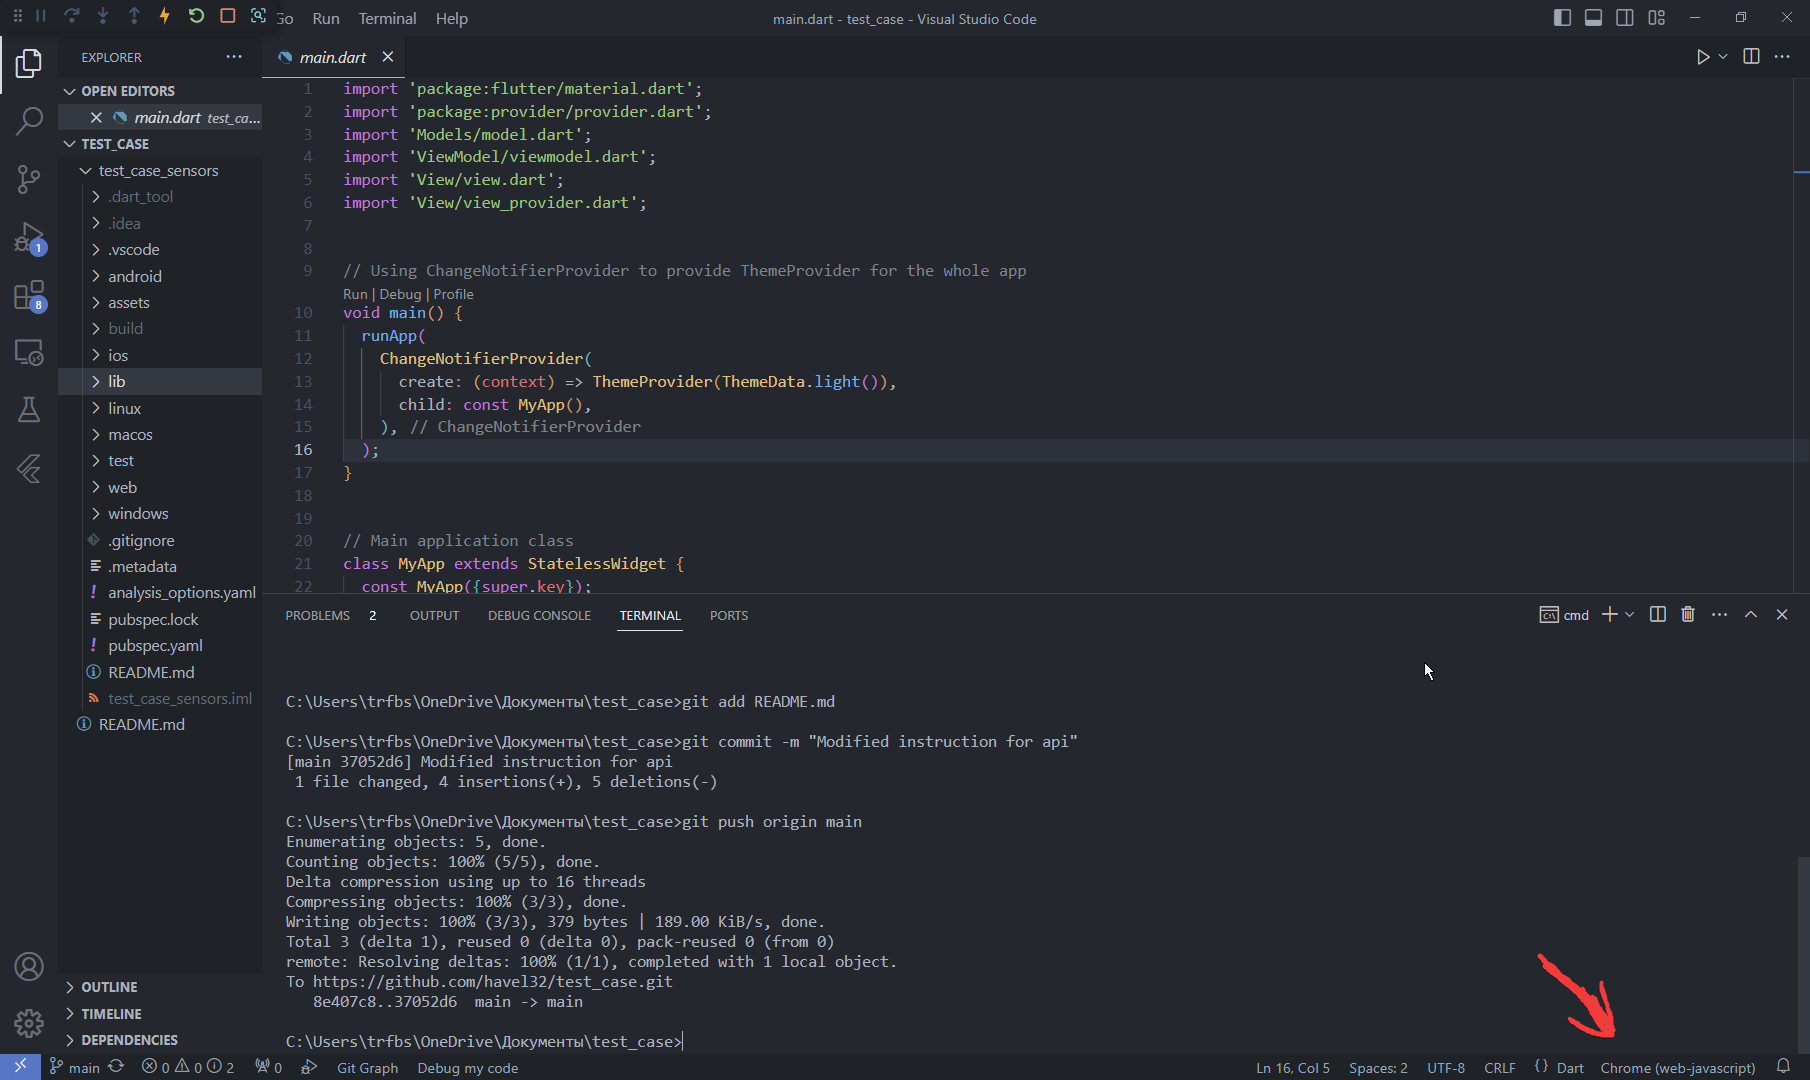 Go Run Terminal Help
main.dart - test_case - Visual Studio Code
EXPLORER
OPEN EDITORS
main.dart test_ca...
TEST_CASE
test_case_sensors
.dart_tool
.idea
.vscode
android
assets
build
ios
lib
linux
macos
test
web
windows
.gitignore
.metadata
analysis_options.yaml
pubspec.lock
pubspec.yaml
README.md
test_case_sensors.iml
README.md
OUTLINE
TIMELINE
DEPENDENCIES
1
8
main.dart
1 import 'package:flutter/material.dart';
2 import 'package:provider/provider.dart';
3 import 'Models/model.dart';
4 import 'ViewModel/viewmodel.dart';
5 import 'View/view.dart';
6 import 'View/view_provider.dart';
7
8
9 // Using ChangeNotifierProvider to provide ThemeProvider for the whole app
Run | Debug | Profile
10 void main() {
11 runApp(
12 ChangeNotifierProvider(
13 create: (context) => ThemeProvider(ThemeData.light()),
14 child: const MyApp(),
15 ), // ChangeNotifierProvider
16 );
17 }
18
19
20 // Main application class
21 class MyApp extends StatelessWidget {
22 const MyApp({super.key});
PROBLEMS 2 OUTPUT DEBUG CONSOLE TERMINAL PORTS
cmd
C:\Users\trfbs\OneDrive\Документы\test_case>git add README.md
C:\Users\trfbs\OneDrive\Документы\test_case>git commit -m "Modified instruction for api"
[main 37052d6] Modified instruction for api
1 file changed, 4 insertions(+), 5 deletions(-)
C:\Users\trfbs\OneDrive\Документы\test_case>git push origin main
Enumerating objects: 5, done.
Counting objects: 100% (5/5), done.
Delta compression using up to 16 threads
Compressing objects: 100% (3/3), done.
Writing objects: 100% (3/3), 379 bytes | 189.00 KiB/s, done.
Total 3 (delta 1), reused 0 (delta 0), pack-reused 0 (from 0)
remote: Resolving deltas: 100% (1/1), completed with 1 local object.
To https://github.com/havel32/test_case.git
8e407c8..37052d6 main -> main
C:\Users\trfbs\OneDrive\Документы\test_case>
main 0 0 2 0 Git Graph Debug my code
Ln 16, Col 5 Spaces: 2 UTF-8 CRLF {} Dart Chrome (web-javascript)